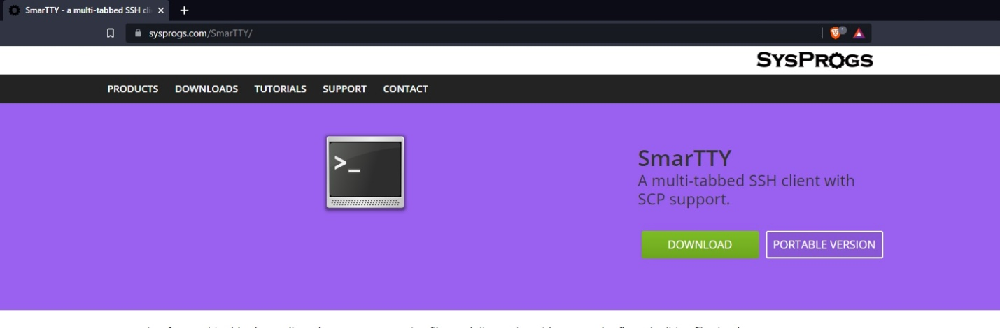 SmarTTY - a multi-tabbed SSH cli
sysprogs.com/SmarTTY/
SYSPROGS
PRODUCTS DOWNLOADS TUTORIALS SUPPORT CONTACT
>_
SmarTTY
A multi-tabbed SSH client with
SCP support.
DOWNLOAD PORTABLE VERSION